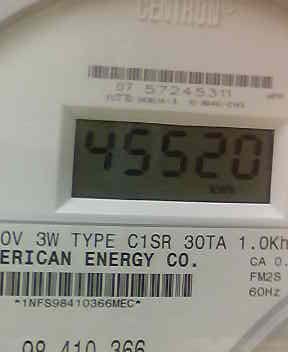 CENTRON
07 57245311
45520
kWh
0V 3W TYPE C1SR 30TA 1.0Kh
ERICAN ENERGY CO.
CA 0.
FM2S
60Hz
*1NFS98410366MEC*
98 410 366